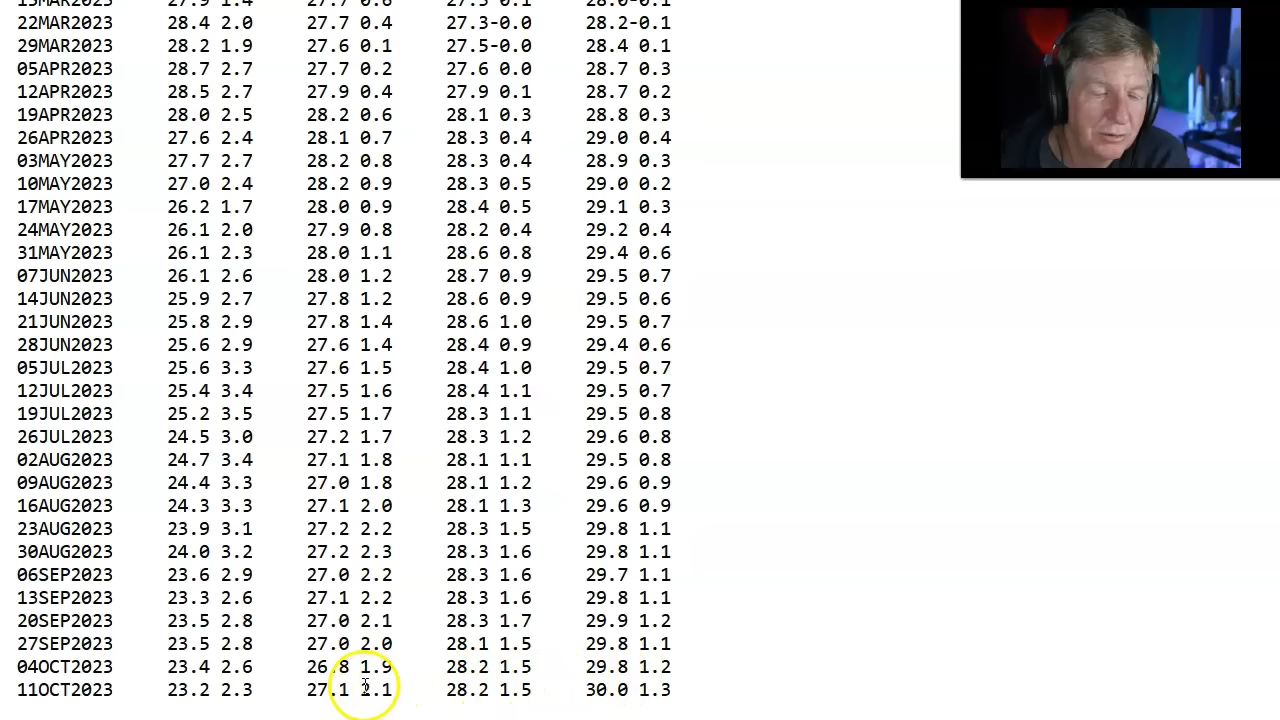 15MAR2023 27.9 1.4 27.7 0.6 27.5 0.1 28.0-0.1
22MAR2023 28.4 2.0 27.7 0.4 27.3-0.0 28.2-0.1
29MAR2023 28.2 1.9 27.6 0.1 27.5-0.0 28.4 0.1
05APR2023 28.7 2.7 27.7 0.2 27.6 0.0 28.7 0.3
12APR2023 28.5 2.7 27.9 0.4 27.9 0.1 28.7 0.2
19APR2023 28.0 2.5 28.2 0.6 28.1 0.3 28.8 0.3
26APR2023 27.6 2.4 28.1 0.7 28.3 0.4 29.0 0.4
03MAY2023 27.7 2.7 28.2 0.8 28.3 0.4 28.9 0.3
10MAY2023 27.0 2.4 28.2 0.9 28.3 0.5 29.0 0.2
17MAY2023 26.2 1.7 28.0 0.9 28.4 0.5 29.1 0.3
24MAY2023 26.1 2.0 27.9 0.8 28.2 0.4 29.2 0.4
31MAY2023 26.1 2.3 28.0 1.1 28.6 0.8 29.4 0.6
07JUN2023 26.1 2.6 28.0 1.2 28.7 0.9 29.5 0.7
14JUN2023 25.9 2.7 27.8 1.2 28.6 0.9 29.5 0.6
21JUN2023 25.8 2.9 27.8 1.4 28.6 1.0 29.5 0.7
28JUN2023 25.6 2.9 27.6 1.4 28.4 0.9 29.4 0.6
05JUL2023 25.6 3.3 27.6 1.5 28.4 1.0 29.5 0.7
12JUL2023 25.4 3.4 27.5 1.6 28.4 1.1 29.5 0.7
19JUL2023 25.2 3.5 27.5 1.7 28.3 1.1 29.5 0.8
26JUL2023 24.5 3.0 27.2 1.7 28.3 1.2 29.6 0.8
02AUG2023 24.7 3.4 27.1 1.8 28.1 1.1 29.5 0.8
09AUG2023 24.4 3.3 27.0 1.8 28.1 1.2 29.6 0.9
16AUG2023 24.3 3.3 27.1 2.0 28.1 1.3 29.6 0.9
23AUG2023 23.9 3.1 27.2 2.2 28.3 1.5 29.8 1.1
30AUG2023 24.0 3.2 27.2 2.3 28.3 1.6 29.8 1.1
06SEP2023 23.6 2.9 27.0 2.2 28.3 1.6 29.7 1.1
13SEP2023 23.3 2.6 27.1 2.2 28.3 1.6 29.8 1.1
20SEP2023 23.5 2.8 27.0 2.1 28.3 1.7 29.9 1.2
27SEP2023 23.5 2.8 27.0 2.0 28.1 1.5 29.8 1.1
04OCT2023 23.4 2.6 26.8 1.9 28.2 1.5 29.8 1.2
11OCT2023 23.2 2.3 27.1 2.1 28.2 1.5 30.0 1.3